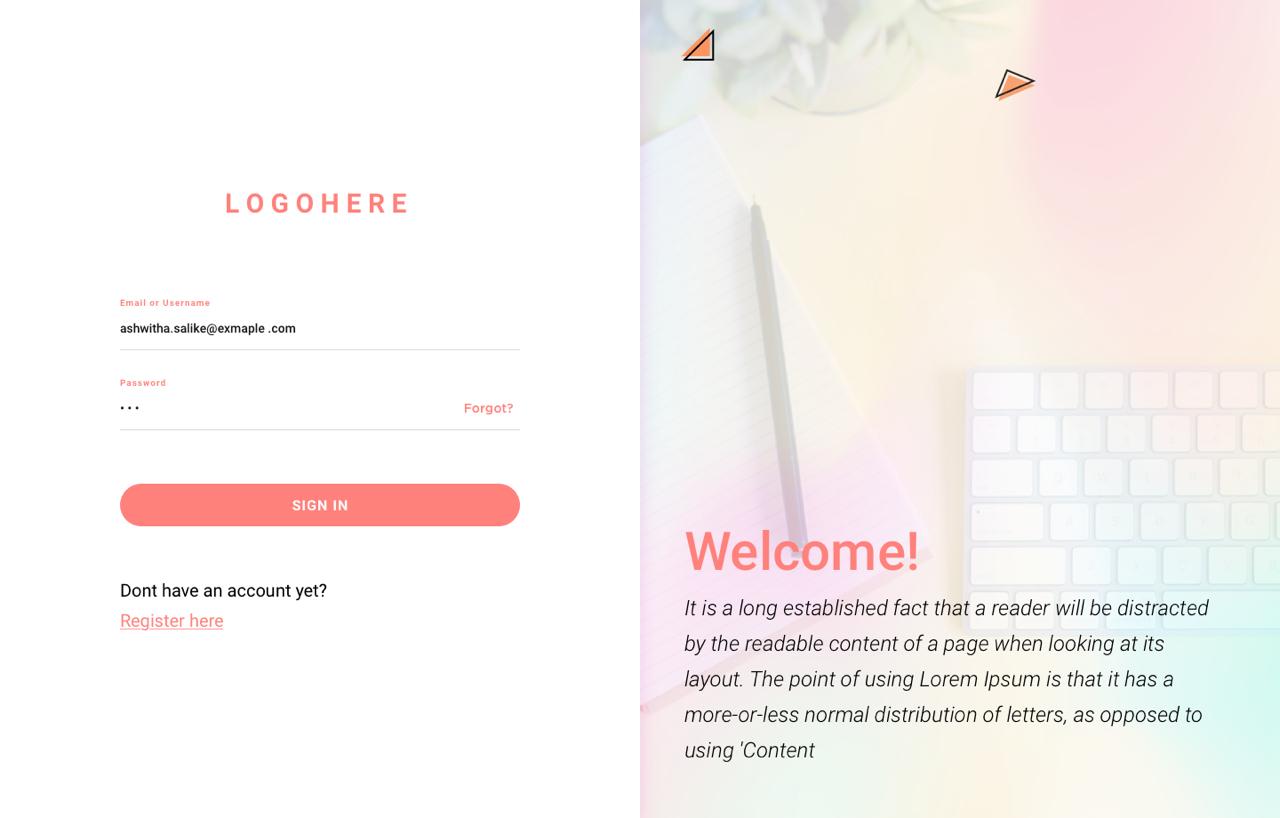 LOGOHERE
Email or Username
ashwitha.salike@exmaple .com
Password
Forgot?
SIGN IN
Dont have an account yet?
Register here
Welcome!
It is a long established fact that a reader will be distracted
by the readable content of a page when looking at its
layout. The point of using Lorem Ipsum is that it has a
more-or-less normal distribution of letters, as opposed to
using 'Content